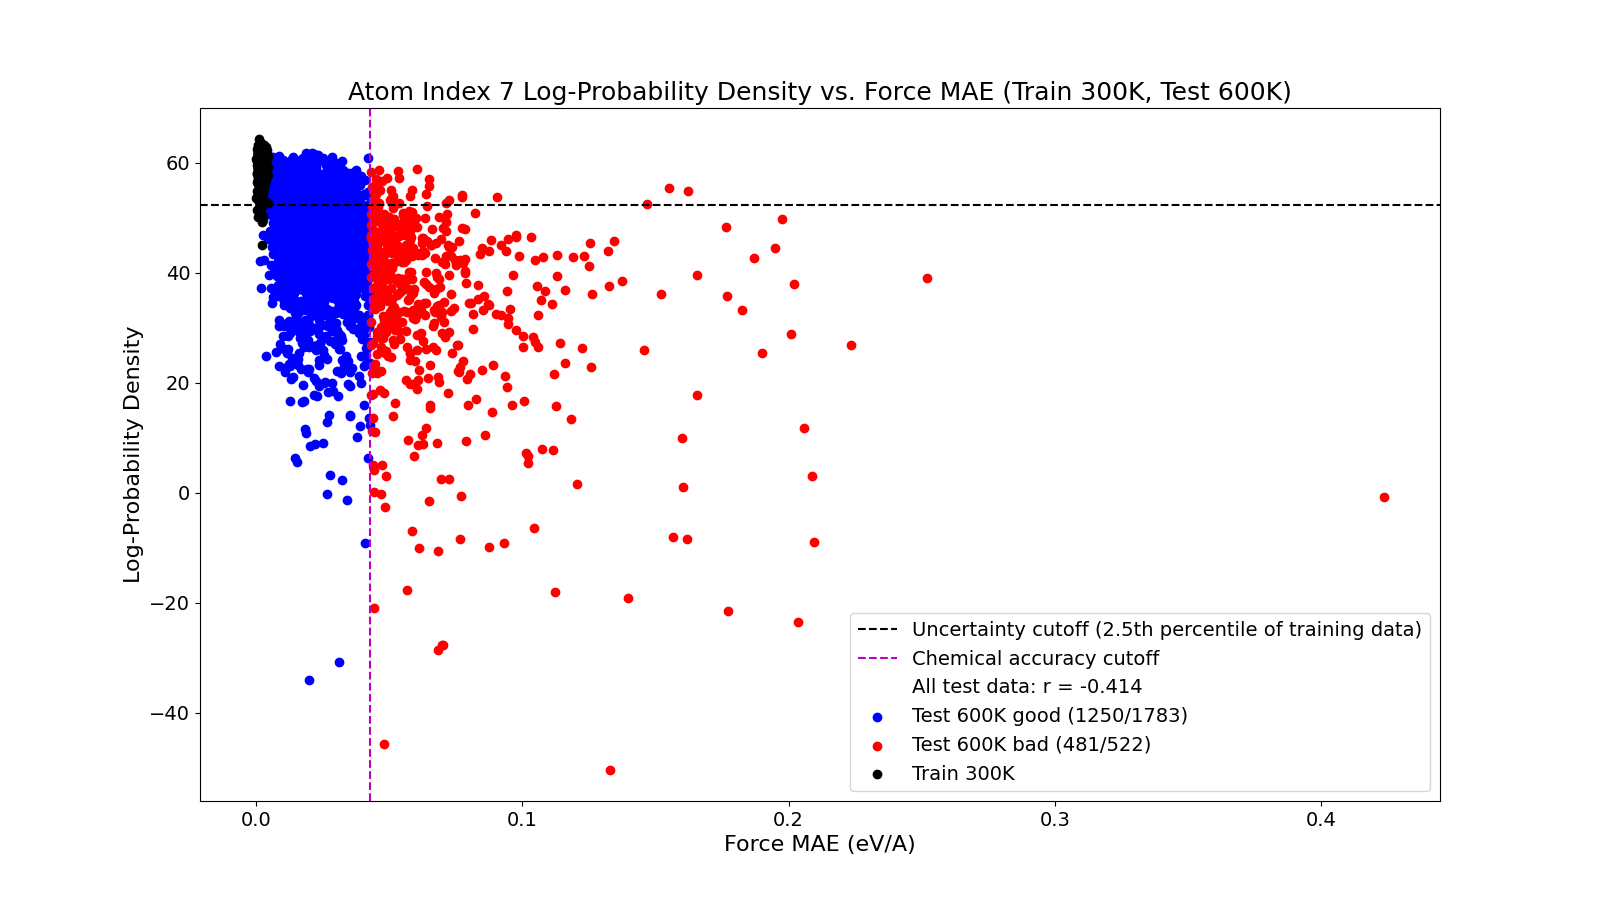 Atom Index 7 Log-Probability Density vs. Force MAE (Train 300K, Test 600K)
Log-Probability Density
60
40
20
0
−20
−40
Uncertainty cutoff (2.5th percentile of training data)
Chemical accuracy cutoff
All test data: r = -0.414
Test 600K good (1250/1783)
Test 600K bad (481/522)
Train 300K
0.0 0.1 0.2 0.3 0.4
Force MAE (eV/A)